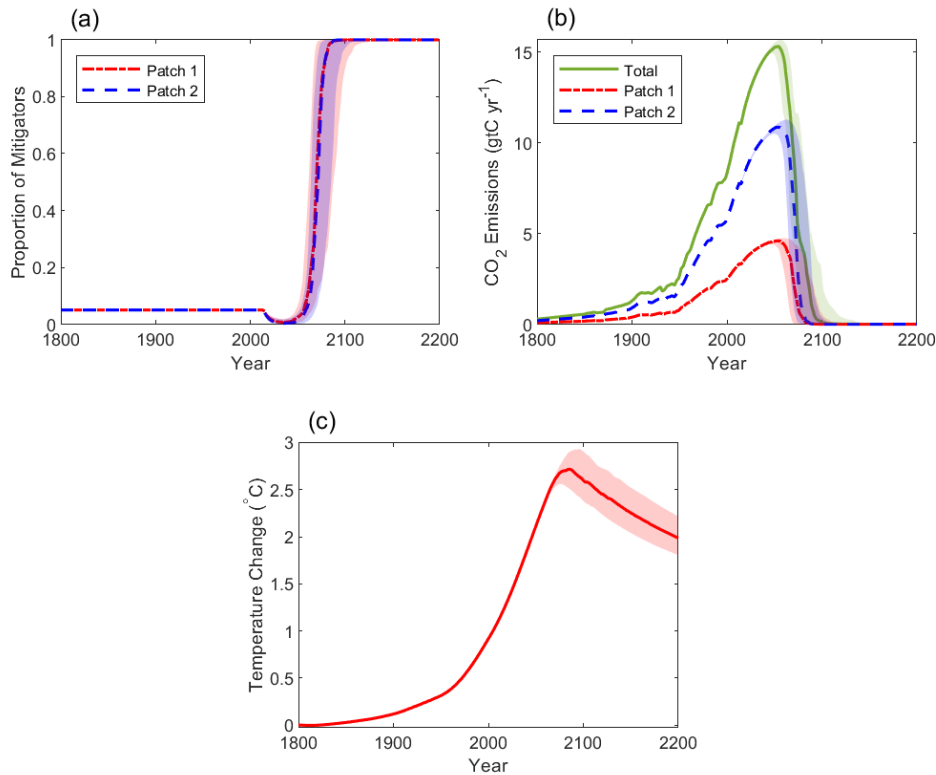 (a)
1
0.8
0.6
0.4
0.2
0
Proportion of Mitigators
Patch 1
Patch 2
1800 1900 2000 2100 2200
Year
(b)
15
10
5
0
CO2 Emissions (gtC yr-1)
Total
Patch 1
Patch 2
1800 1900 2000 2100 2200
Year
(c)
3
2.5
2
1.5
1
0.5
0
Temperature Change (°C)
1800 1900 2000 2100 2200
Year